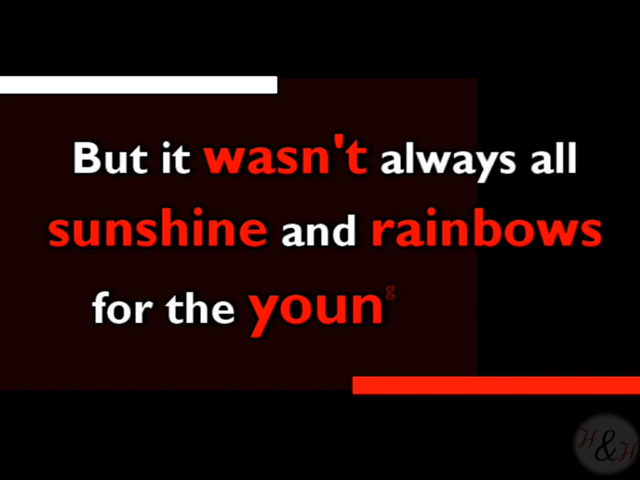 But it wasn't always all
sunshine and rainbows
for the young
H&H